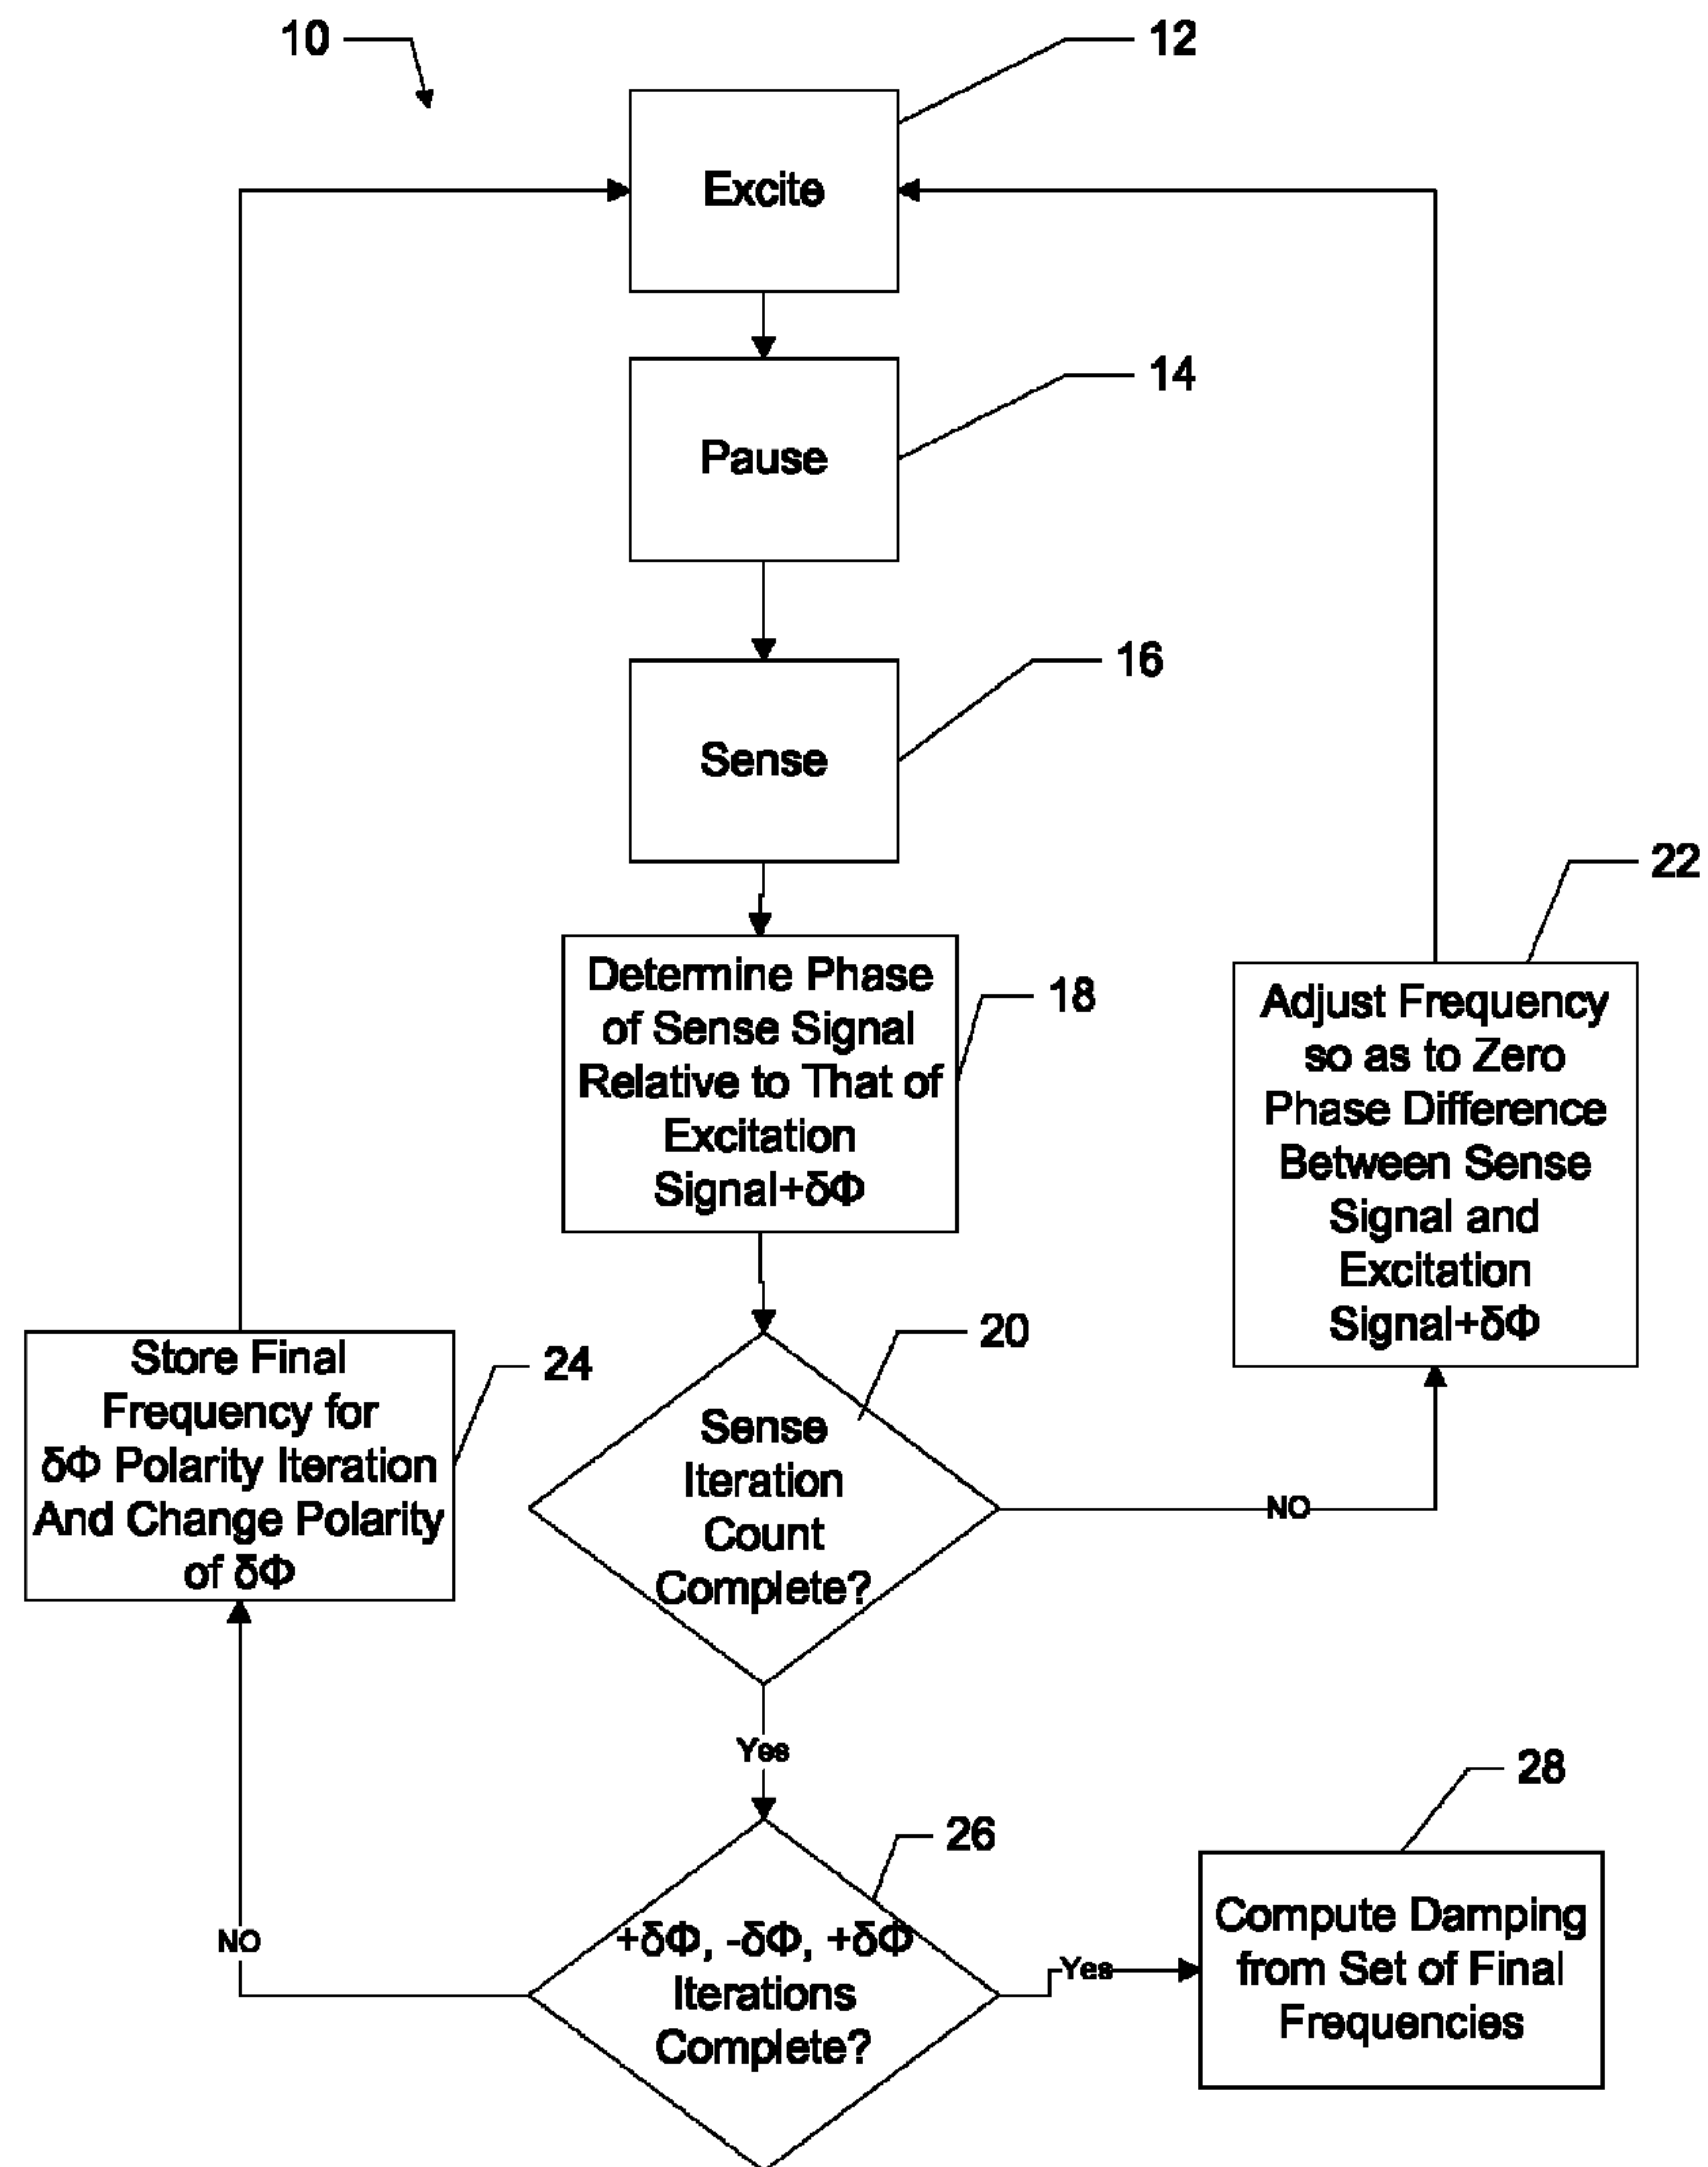 10
12
Excite
14
Pause
16
Sense
22
18
Determine Phase
of Sense Signal
Relative to That of
Excitation
Signal+δΦ
Adjust Frequency
so as to Zero
Phase Difference
Between Sense
Signal and
Excitation
Signal+δΦ
24
Store Final
Frequency for
δΦ Polarity Iteration
And Change Polarity
of δΦ
20
Sense
Iteration
Count
Complete?
NO
Yes
28
26
+δΦ, -δΦ, +δΦ
Iterations
Complete?
NO
Yes
Compute Damping
from Set of Final
Frequencies